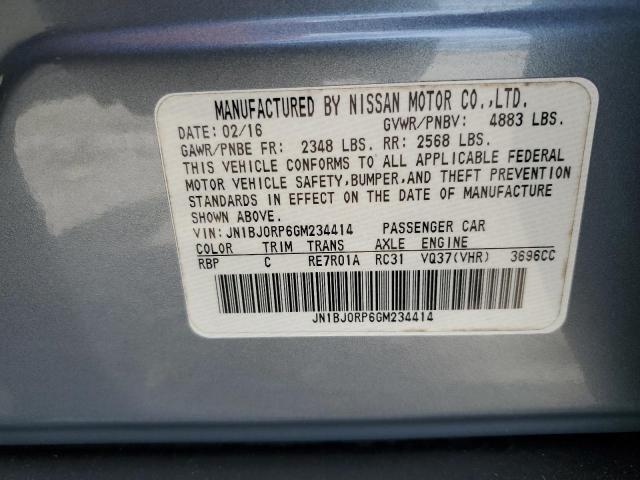 MANUFACTURED BY NISSAN MOTOR CO.,LTD.
DATE: 02/16 GVWR/PNBV: 4883 LBS.
GAWR/PNBE FR: 2348 LBS. RR: 2568 LBS.
THIS VEHICLE CONFORMS TO ALL APPLICABLE FEDERAL
MOTOR VEHICLE SAFETY,BUMPER,AND THEFT PREVENTION
STANDARDS IN EFFECT ON THE DATE OF MANUFACTURE
SHOWN ABOVE.
VIN: JN1BJ0RP6GM234414 PASSENGER CAR
COLOR TRIM TRANS AXLE ENGINE
RBP C RE7R01A RC31 VQ37(VHR) 3696CC
JN1BJ0RP6GM234414